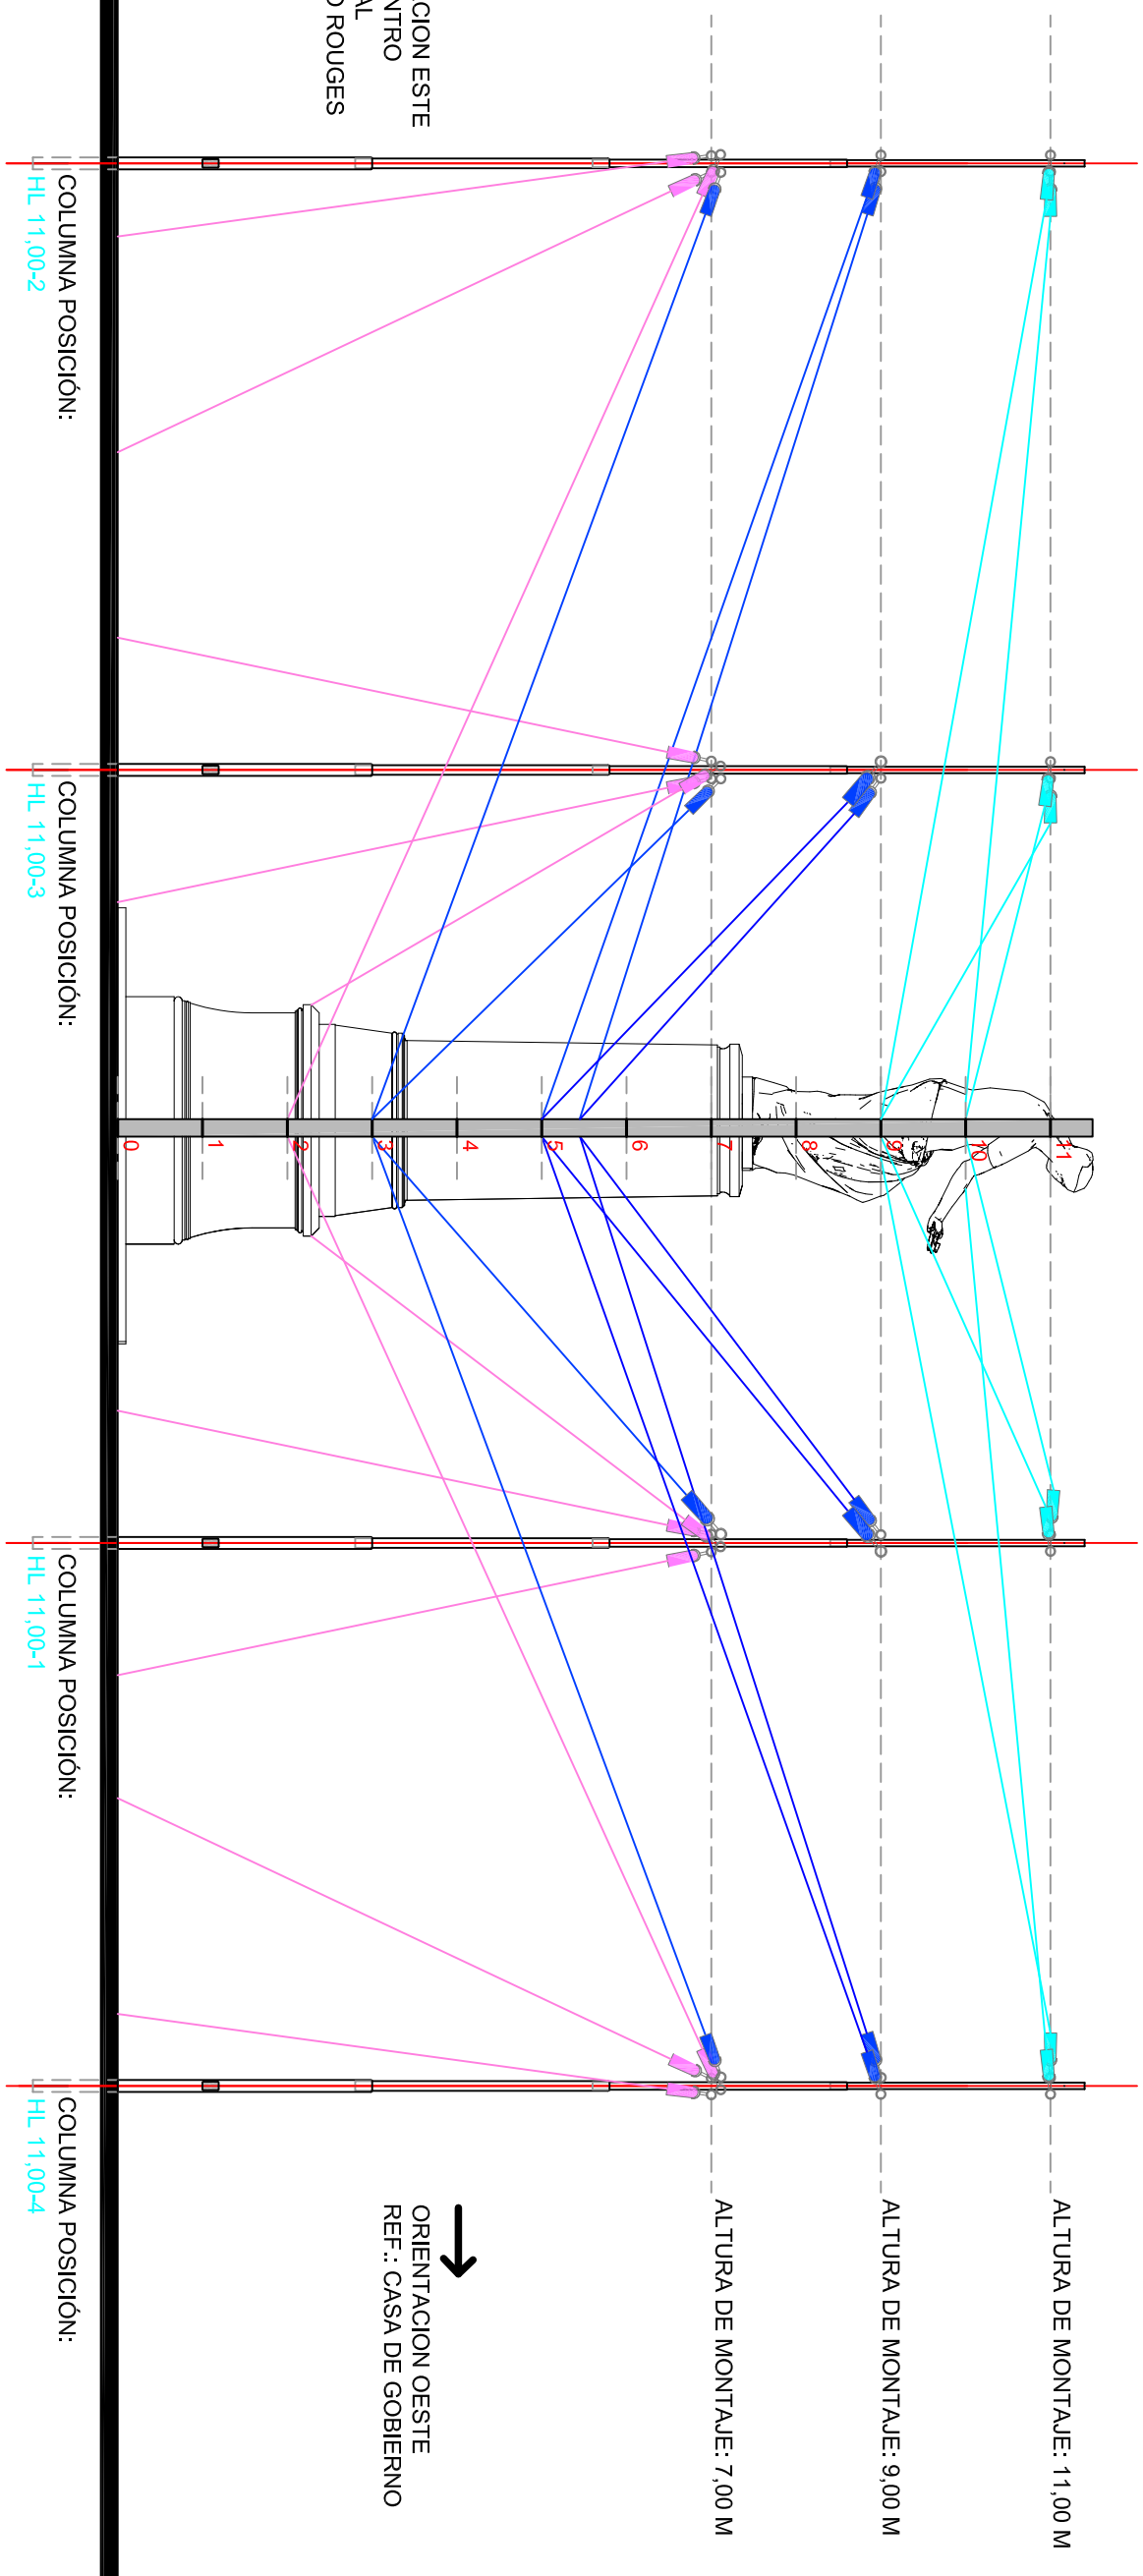 CION ESTE
NTRO
AL
O ROUGES
ALTURA DE MONTAJE: 11,00 M
ALTURA DE MONTAJE: 9,00 M
ALTURA DE MONTAJE: 7,00 M
ORIENTACION OESTE
REF.: CASA DE GOBIERNO
11
10
9
8
7
6
5
4
3
2
1
0
COLUMNA POSICIÓN:
HL 11,00-2
COLUMNA POSICIÓN:
HL 11,00-3
COLUMNA POSICIÓN:
HL 11,00-1
COLUMNA POSICIÓN:
HL 11,00-4